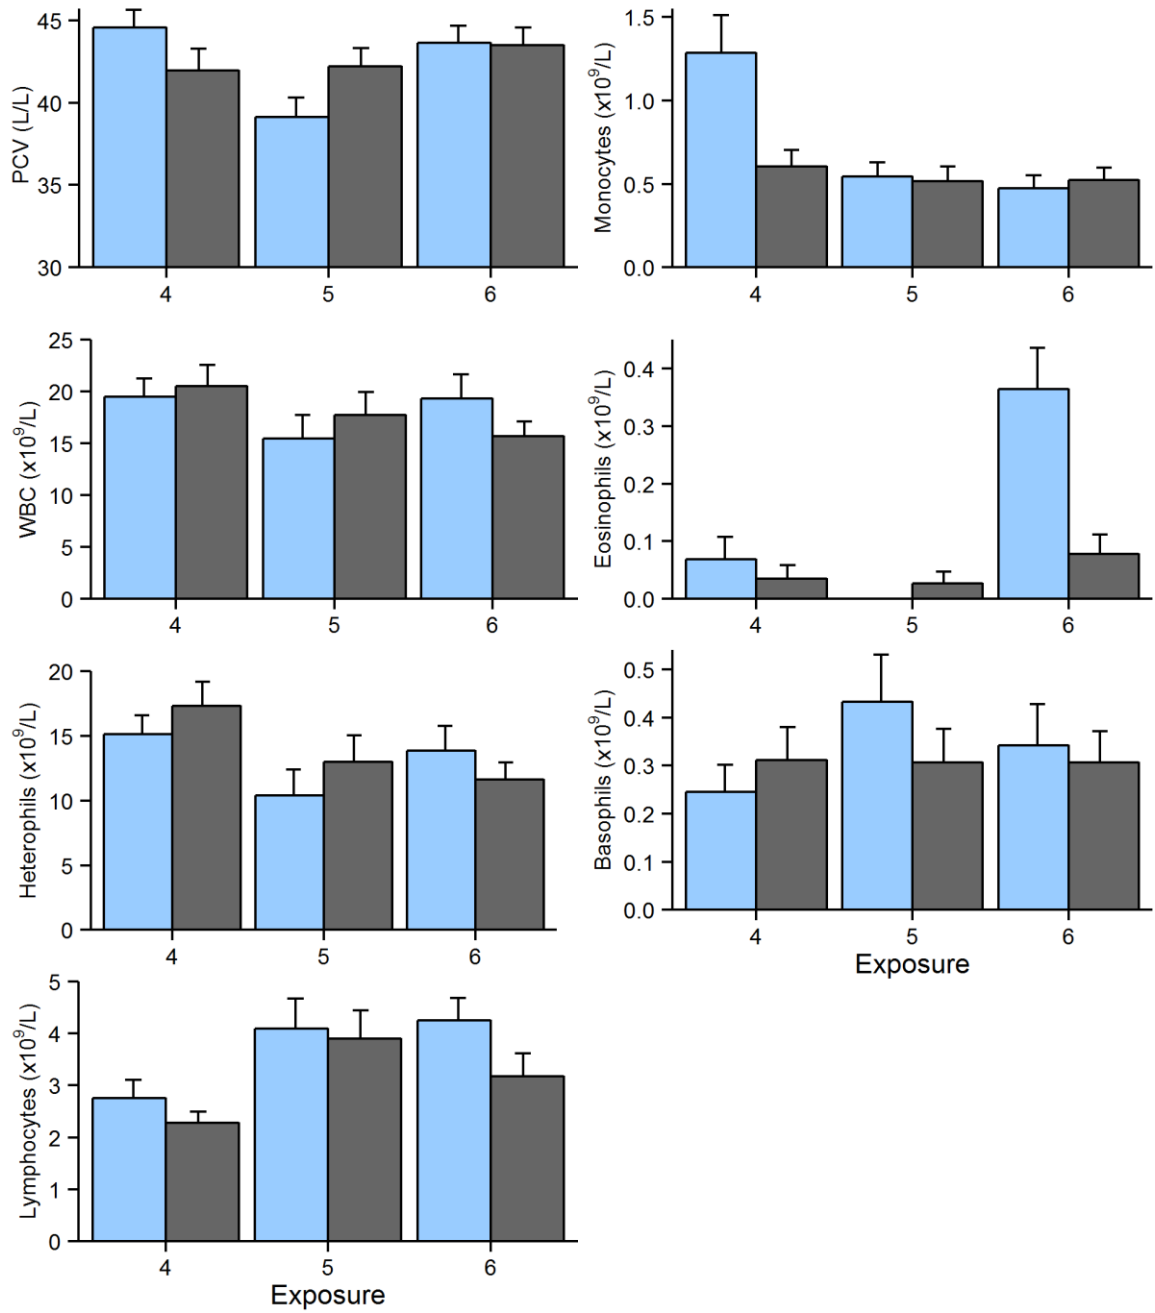 PCV (L/L)
45
40
35
30
4 5 6
Monocytes (x10⁹/L)
1.5
1.0
0.5
0.0
4 5 6
WBC (x10⁹/L)
25
20
15
10
5
0
4 5 6
Eosinophils (x10⁹/L)
0.4
0.3
0.2
0.1
0.0
4 5 6
Heterophils (x10⁹/L)
20
15
10
5
0
4 5 6
Basophils (x10⁹/L)
0.5
0.4
0.3
0.2
0.1
0.0
4 5 6
Exposure
Lymphocytes (x10⁹/L)
5
4
3
2
1
0
4 5 6
Exposure